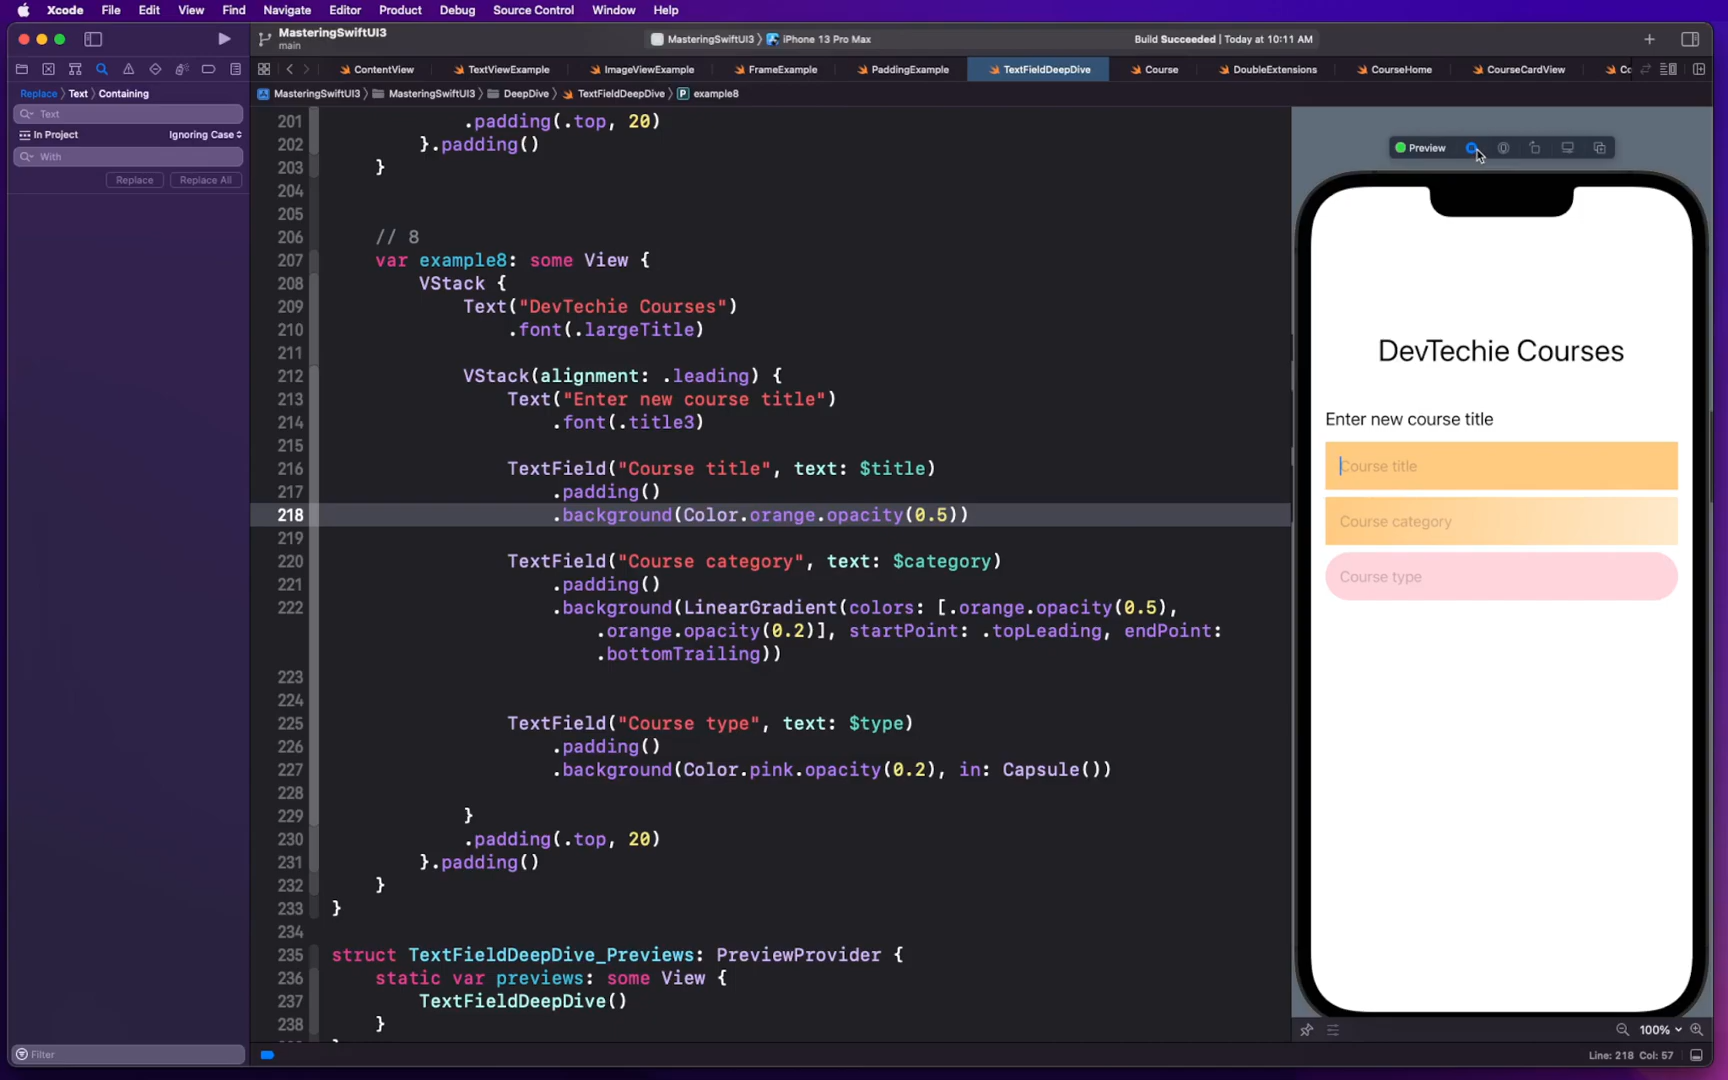 Xcode File Edit View Find Navigate Editor Product Debug Source Control Window Help
MasteringSwiftUI3
main
MasteringSwiftUI3 iPhone 13 Pro Max
Build Succeeded | Today at 10:11 AM
ContentView TextViewExample ImageViewExample FrameExample PaddingExample TextFieldDeepDive Course DoubleExtensions CourseHome CourseCardView Co
Replace Text Containing
MasteringSwiftUI3 MasteringSwiftUI3 DeepDive TextFieldDeepDive P example8
Text
In Project Ignoring Case
With
Replace Replace All
201 .padding(.top, 20)
202 }.padding()
203 }
204
205
206 // 8
207 var example8: some View {
208 VStack {
209 Text("DevTechie Courses")
210 .font(.largeTitle)
211
212 VStack(alignment: .leading) {
213 Text("Enter new course title")
214 .font(.title3)
215
216 TextField("Course title", text: $title)
217 .padding()
218 .background(Color.orange.opacity(0.5))
219
220 TextField("Course category", text: $category)
221 .padding()
222 .background(LinearGradient(colors: [.orange.opacity(0.5),
.orange.opacity(0.2)], startPoint: .topLeading, endPoint:
.bottomTrailing))
223
224
225 TextField("Course type", text: $type)
226 .padding()
227 .background(Color.pink.opacity(0.2), in: Capsule())
228
229 }
230 .padding(.top, 20)
231 }.padding()
232 }
233 }
234
235 struct TextFieldDeepDive_Previews: PreviewProvider {
236 static var previews: some View {
237 TextFieldDeepDive()
238 }
Preview
DevTechie Courses
Enter new course title
Course title
Course category
Course type
100%
Filter
Line: 218 Col: 57